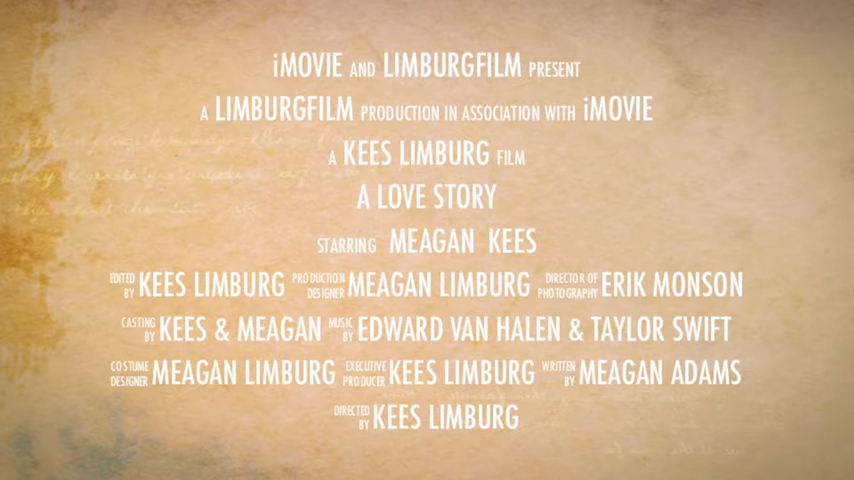 iMOVIE AND LIMBURGFILM PRESENT
A LIMBURGFILM PRODUCTION IN ASSOCIATION WITH iMOVIE
A KEES LIMBURG FILM
A LOVE STORY
STARRING MEAGAN KEES
EDITED BY KEES LIMBURG PRODUCTION DESIGNER MEAGAN LIMBURG DIRECTOR OF PHOTOGRAPHY ERIK MONSON
CASTING BY KEES & MEAGAN MUSIC BY EDWARD VAN HALEN & TAYLOR SWIFT
COSTUME DESIGNER MEAGAN LIMBURG EXECUTIVE PRODUCER KEES LIMBURG WRITTEN BY MEAGAN ADAMS
DIRECTED BY KEES LIMBURG